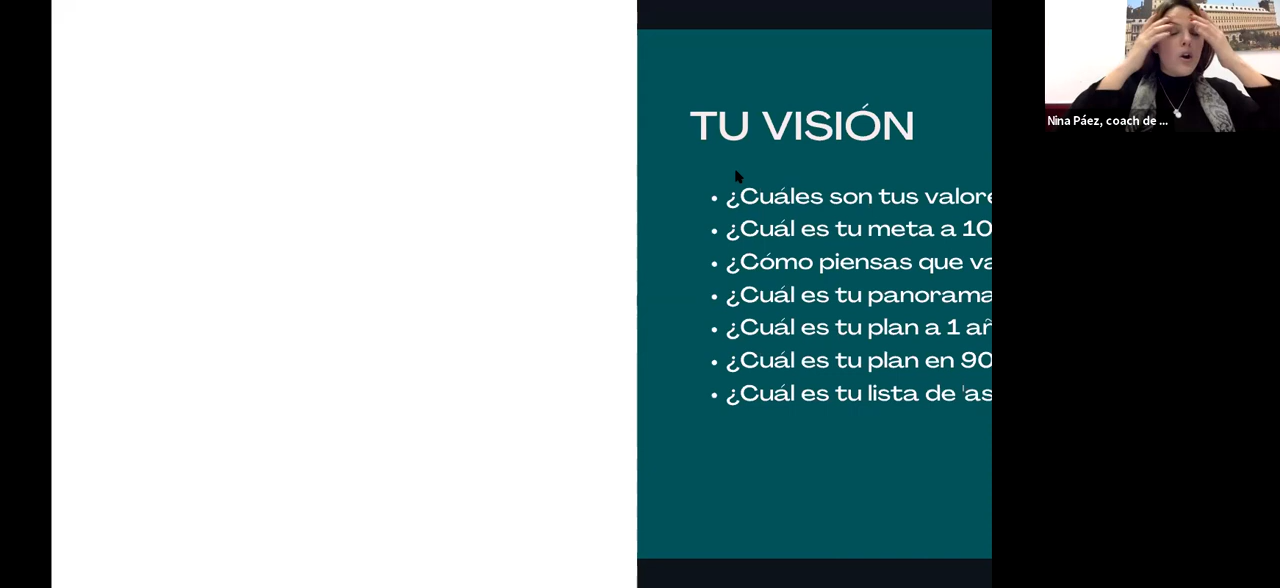 TU VISIÓN
• ¿Cuáles son tus valore
• ¿Cuál es tu meta a 10
• ¿Cómo piensas que va
• ¿Cuál es tu panorama
• ¿Cuál es tu plan a 1 añ
• ¿Cuál es tu plan en 90
• ¿Cuál es tu lista de 'as
Nina Páez, coach de ...